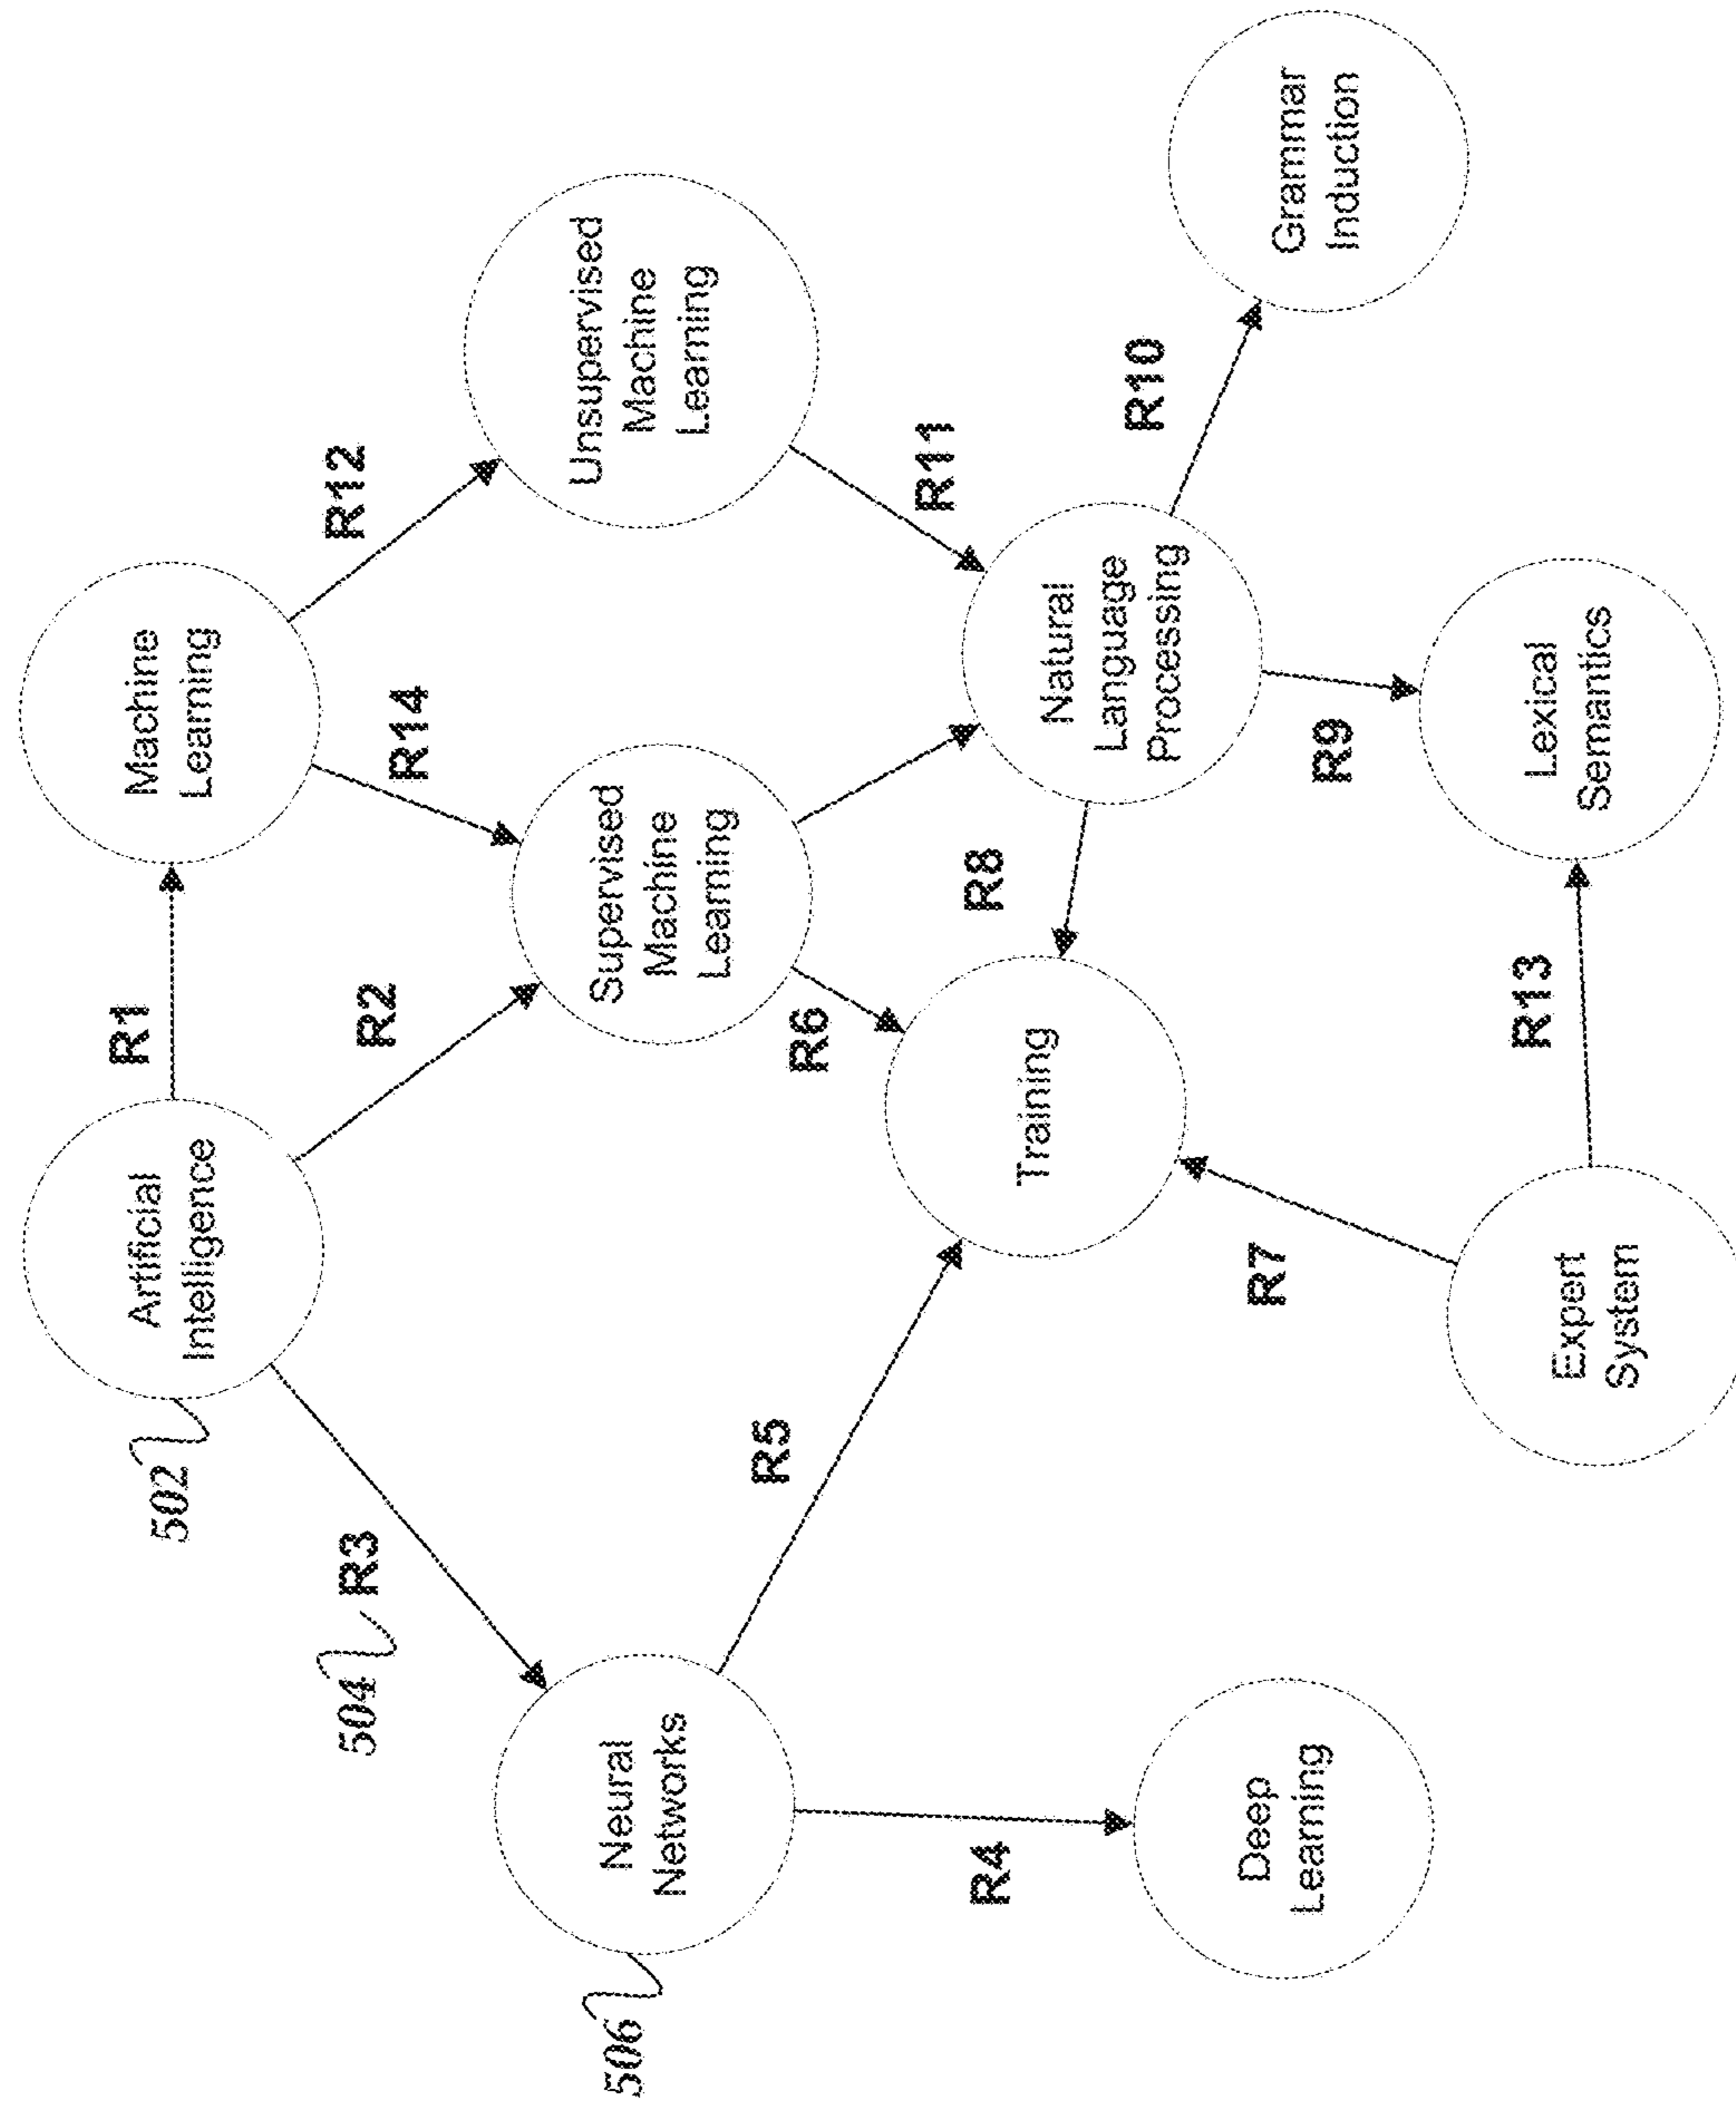 502
Artificial
Intelligence
R1
Machine
Learning
504
R3
R2
R14
R12
506
Neural
Networks
Supervised
Machine
Learning
Unsupervised
Machine
Learning
R5
R6
R8
R11
R4
Training
Natural
Language
Processing
R10
Deep
Learning
R7
R9
Grammar
Induction
Expert
System
R13
Lexical
Semantics